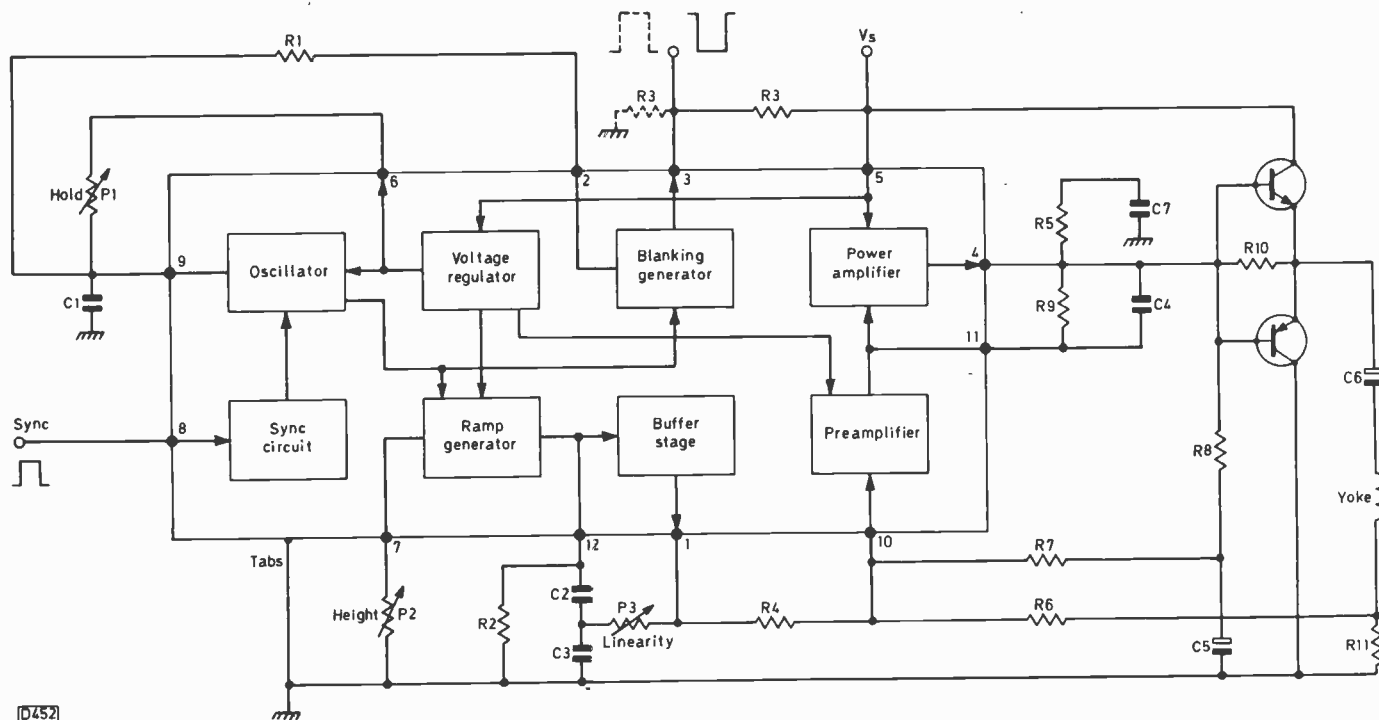 R1
Vs
R3
R3
6
2
3
5
Hold P1
R5
C7
9
Oscillator
Voltage
regulator
Blanking
generator
Power
amplifier
4
R10
C1
R9
C4
11
C6
Sync
8
Sync
circuit
Ramp
generator
Buffer
stage
Preamplifier
R8
Yoke
Tabs
7
12
1
10
R7
Height P2
R2
C2
P3
Linearity
R4
R6
C3
C5
R11
D452